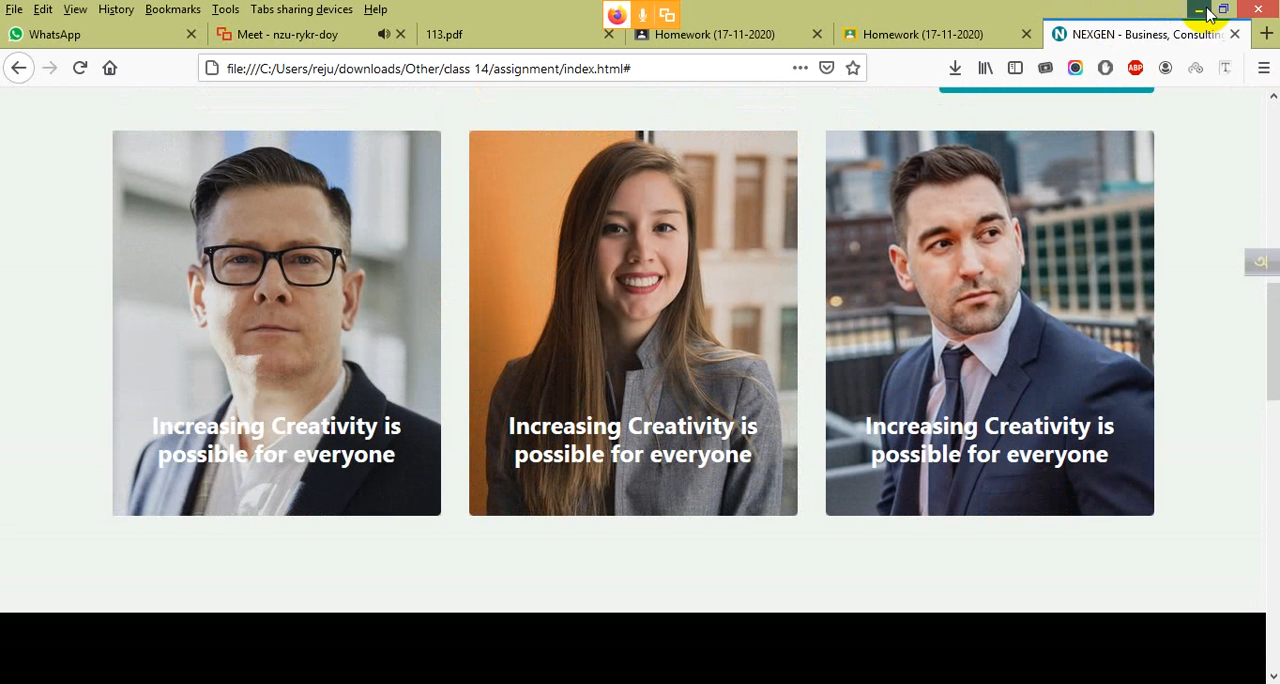 File Edit View History Bookmarks Tools Tabs sharing devices Help
WhatsApp Meet - nzu-rykr-doy 113.pdf Homework (17-11-2020) Homework (17-11-2020) NEXGEN - Business, Consulting
file:///C:/Users/reju/downloads/Other/class 14/assignment/index.html#
ABP
অ
Increasing Creativity is
possible for everyone
Increasing Creativity is
possible for everyone
Increasing Creativity is
possible for everyone